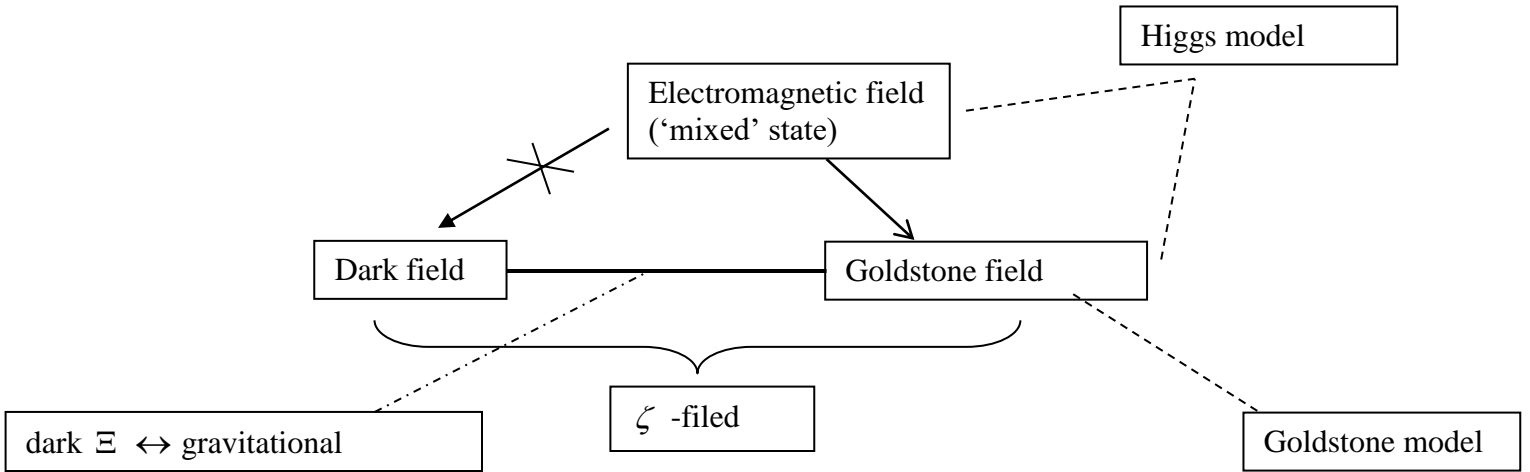 Higgs model
Electromagnetic field
(‘mixed’ state)
Dark field
Goldstone field
ζ -filed
dark Ξ ↔ gravitational
Goldstone model